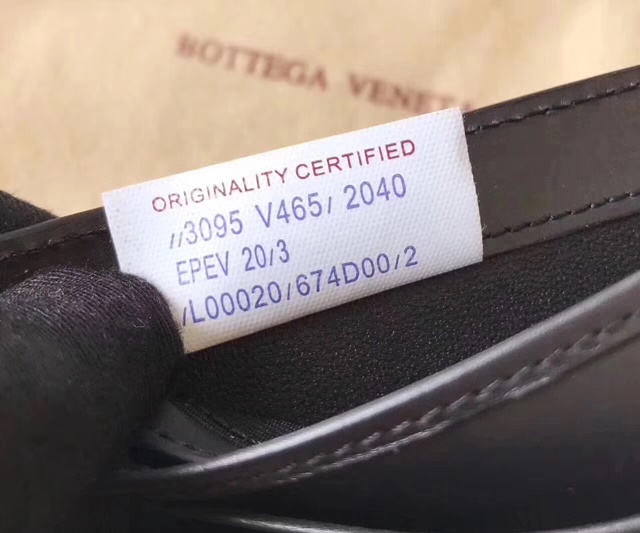 BOTTEGA VENETA
ORIGINALITY CERTIFIED
//3095 V465/ 2040
EPEV 20/3
/L00020/674D00/2